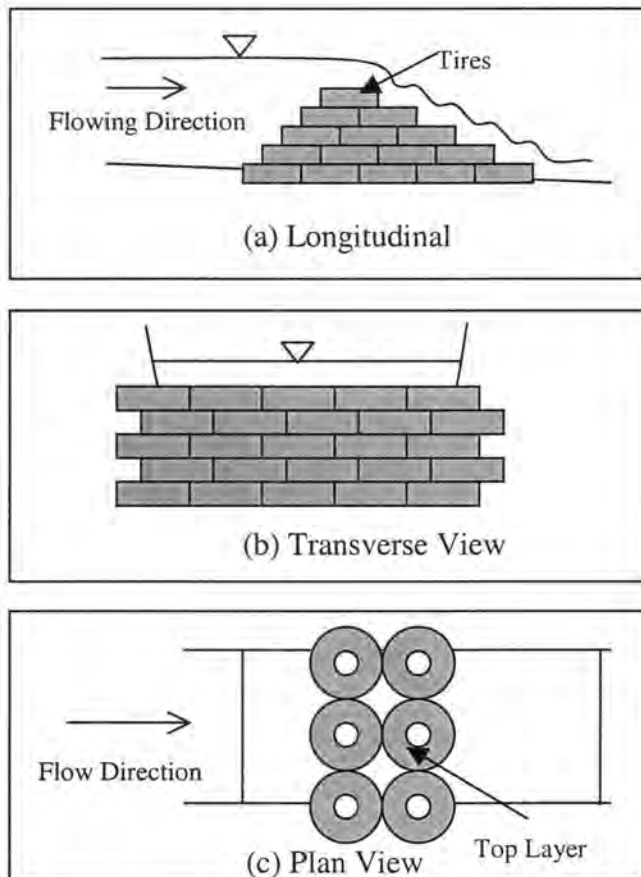 Tires
Flowing Direction
(a) Longitudinal
(b) Transverse View
Flow Direction
Top Layer
(c) Plan View